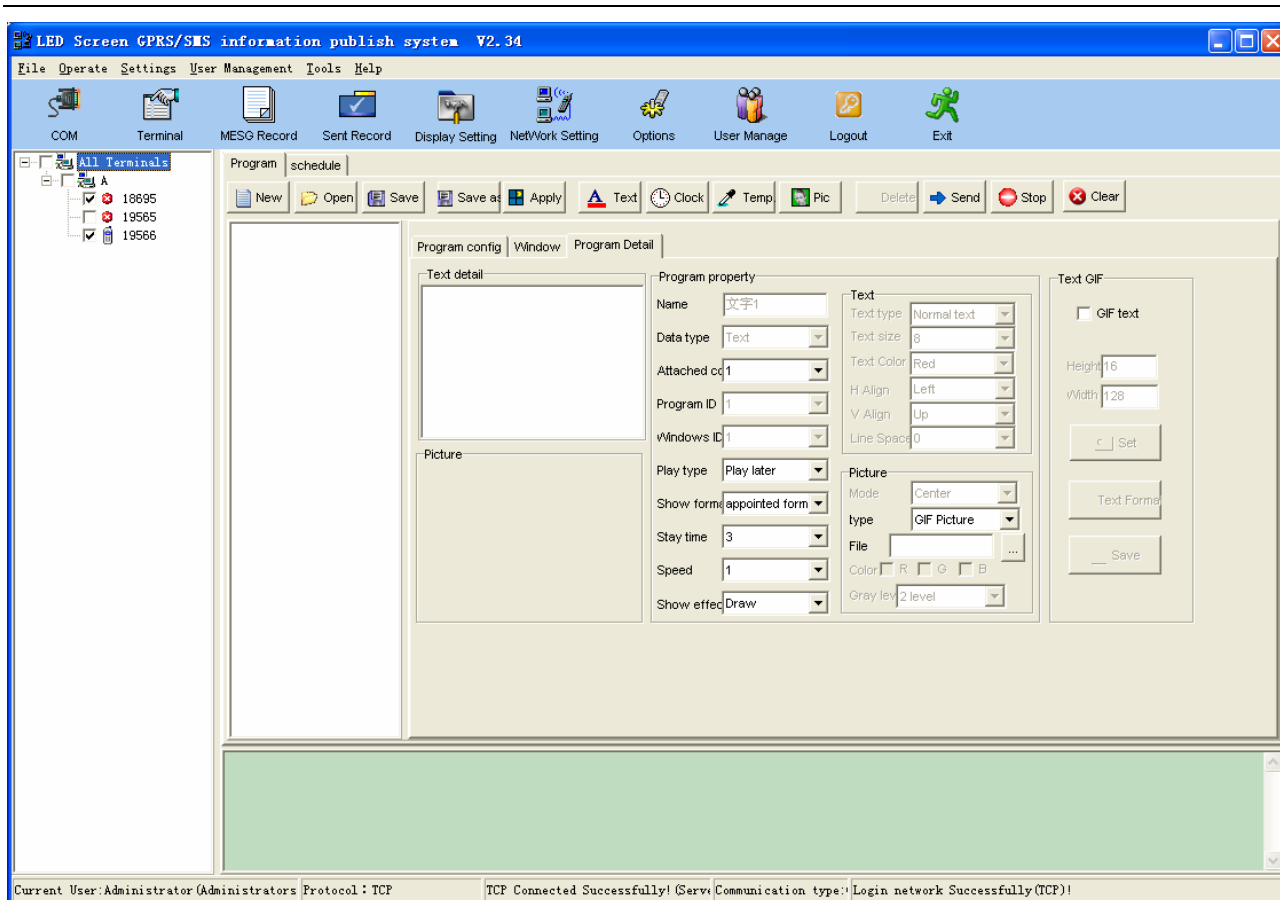 LED Screen GPRS/SMS information publish system V2.34
File Operate Settings User Management Tools Help
COM Terminal MESG Record Sent Record Display Setting NetWork Setting Options User Manage Logout Exit
All Terminals
A
18695
19565
19566
Program schedule
New Open Save Save as Apply Text Clock Temp Pic Delete Send Stop Clear
Program config Window Program Detail
Text detail
Picture
Program property
Name 文字1
Data type Text
Attached co 1
Program ID 1
Windows ID 1
Play type Play later
Show forma appointed form
Stay time 3
Speed 1
Show effec Draw
Text
Text type Normal text
Text size 8
Text Color Red
H Align Left
V Align Up
Line Space 0
Picture
Mode Center
type GIF Picture
File ...
Color R G B
Gray lev 2 level
Text GIF
GIF text
Height 16
Width 128
Set
Text Forma
Save
Current User:Administrator(Administrators Protocol：TCP TCP Connected Successfully! (Serve Communication type: Login network Successfully(TCP)!